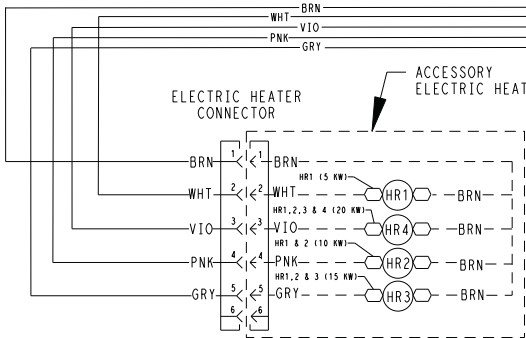 BRN
WHT
VIO
PNK
GRY
ACCESSORY
ELECTRIC HEAT
ELECTRIC HEATER
CONNECTOR
BRN 1 1 BRN
HR1 (5 KW)
WHT 2 2 WHT HR1 BRN
HR1,2,3 & 4 (20 KW)
VIO 3 3 VIO HR4 BRN
HR1 & 2 (10 KW)
PNK 4 4 PNK HR2 BRN
HR1,2 & 3 (15 KW)
GRY 5 5 GRY HR3 BRN
6 6